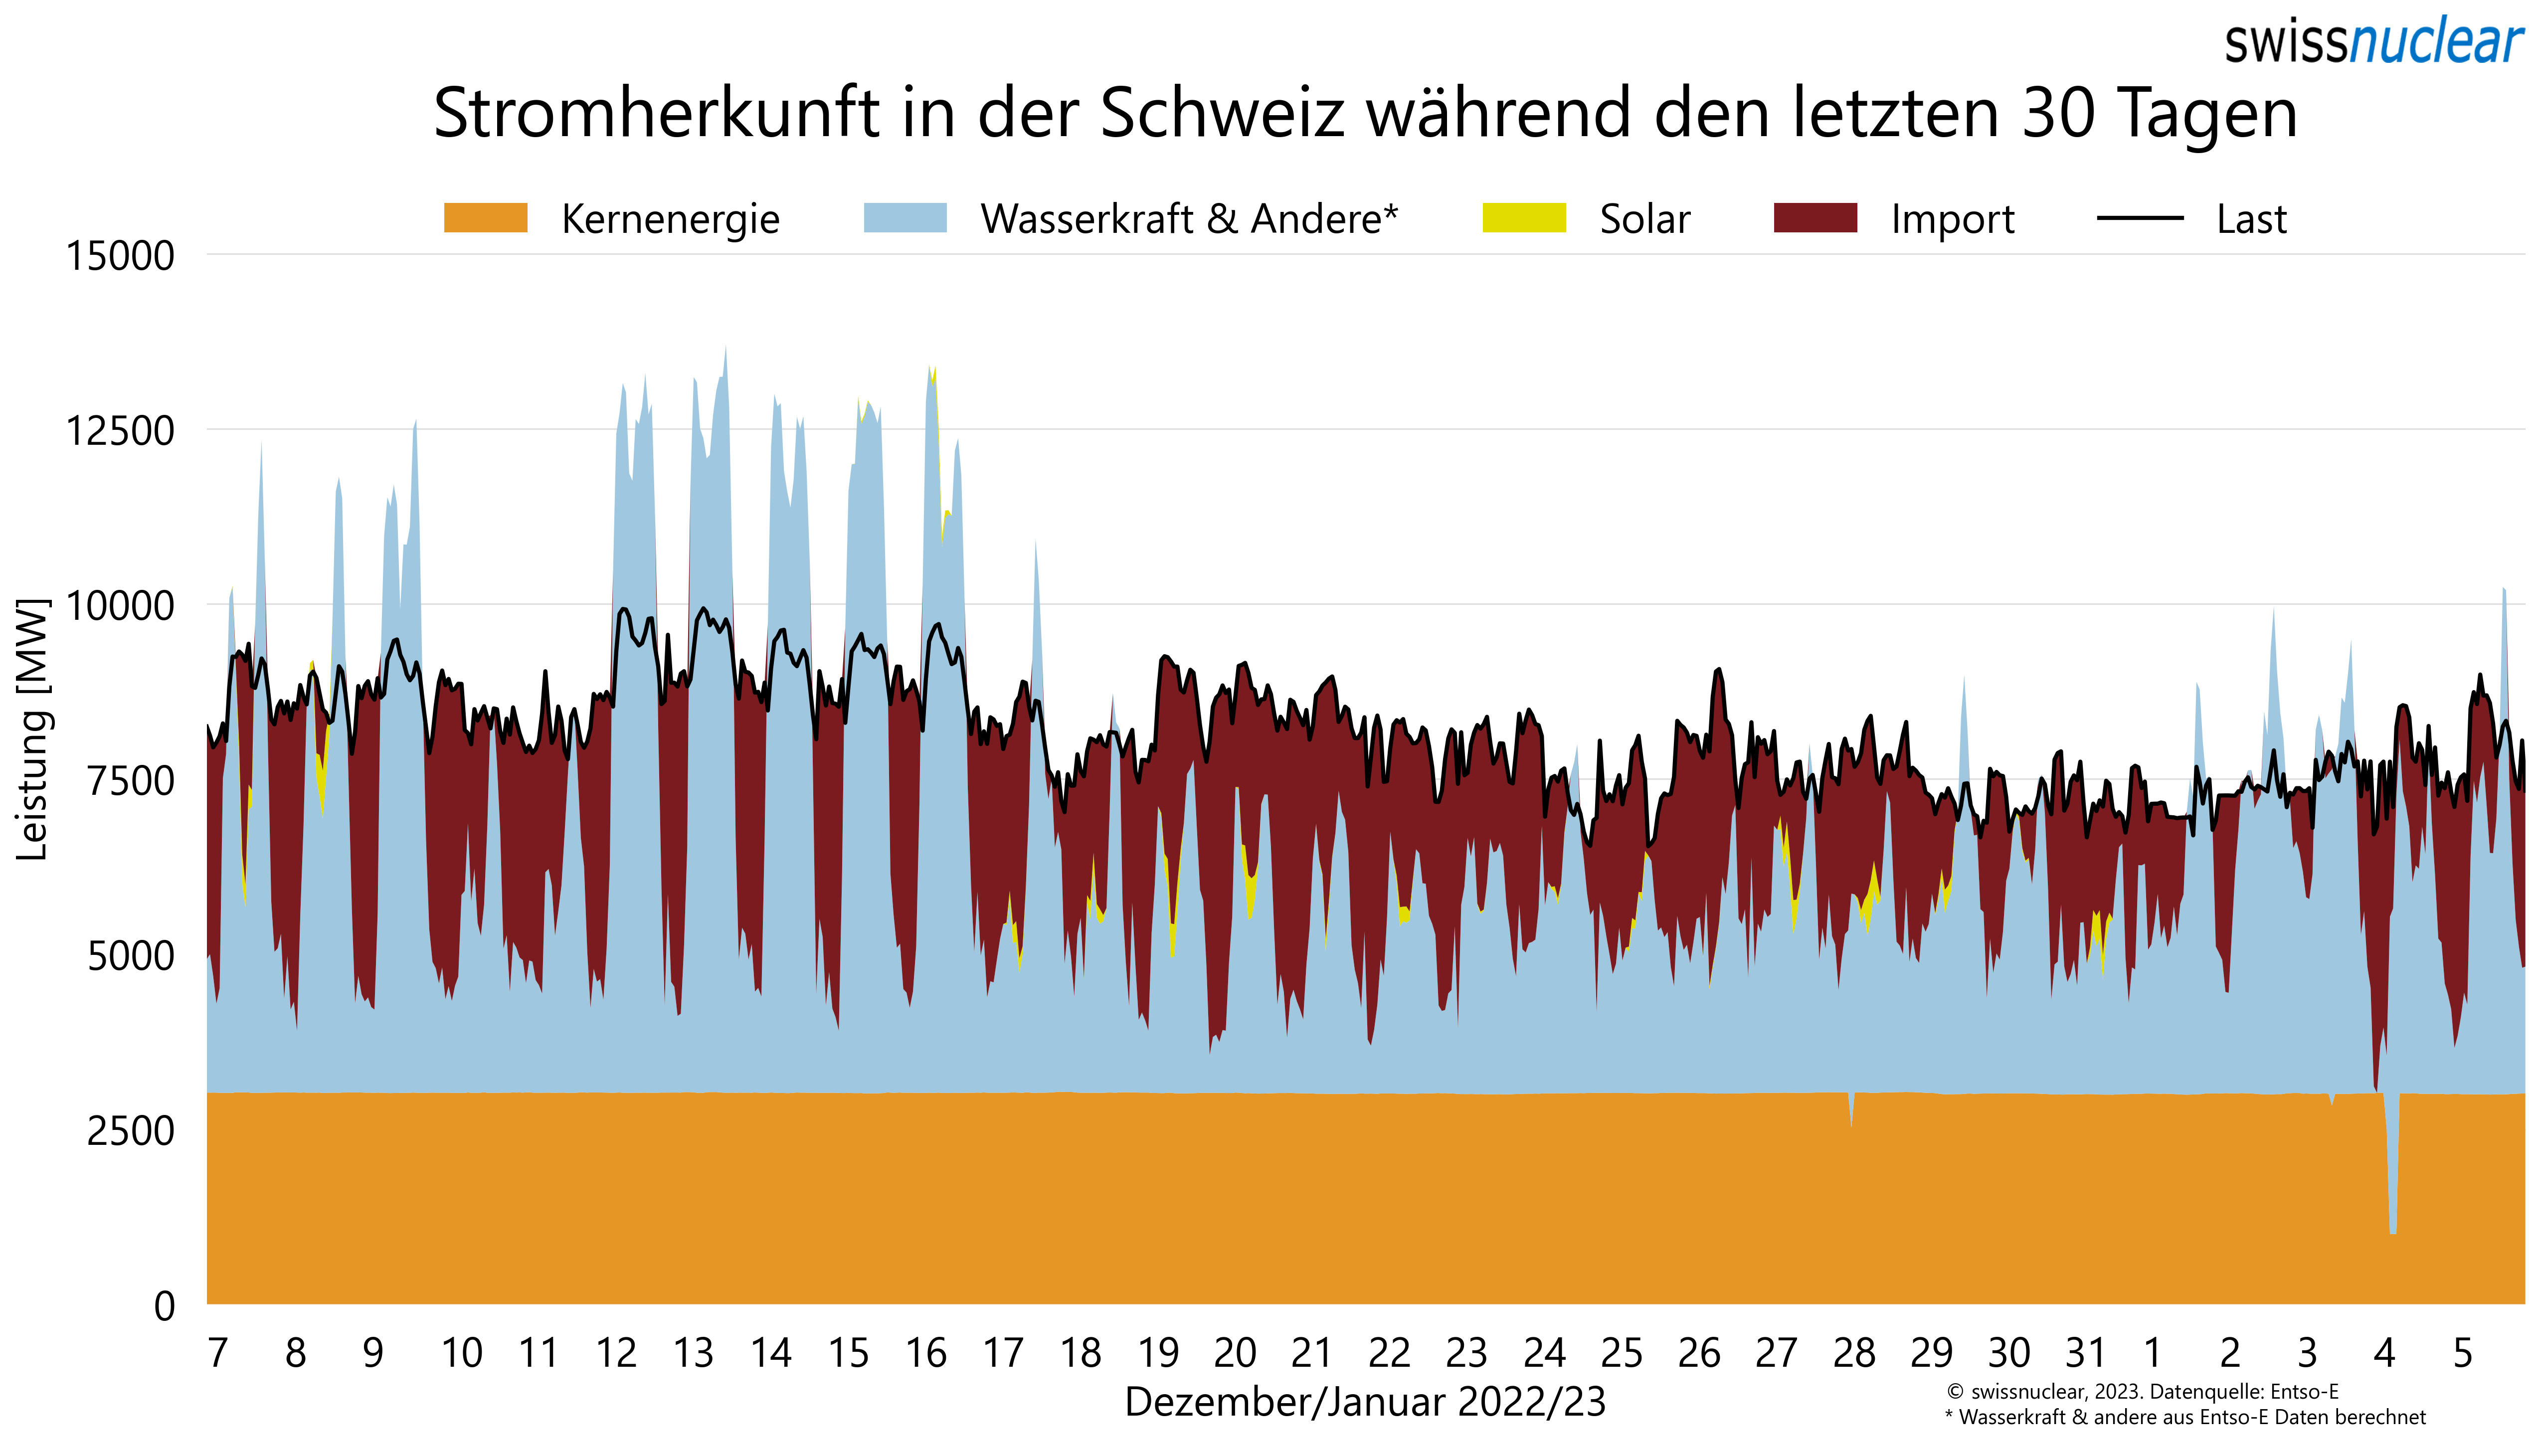 swissnuclear
Stromherkunft in der Schweiz während den letzten 30 Tagen
Kernenergie Wasserkraft & Andere* Solar Import Last
15000
12500
10000
7500
5000
2500
0
Leistung [MW]
7 8 9 10 11 12 13 14 15 16 17 18 19 20 21 22 23 24 25 26 27 28 29 30 31 1 2 3 4 5
Dezember/Januar 2022/23
© swissnuclear, 2023. Datenquelle: Entso-E
* Wasserkraft & andere aus Entso-E Daten berechnet